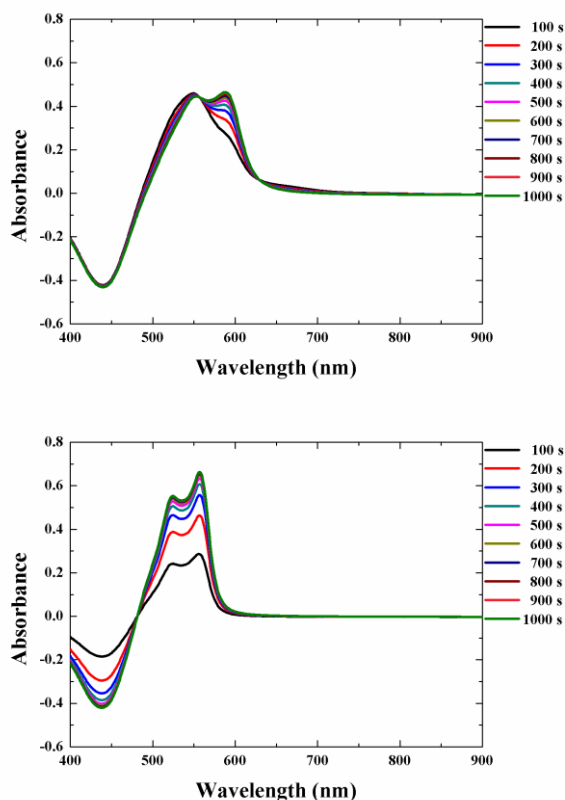 0.8
0.6
0.4
0.2
0.0
-0.2
-0.4
-0.6
Absorbance
400 500 600 700 800 900
Wavelength (nm)
100 s
200 s
300 s
400 s
500 s
600 s
700 s
800 s
900 s
1000 s
0.8
0.6
0.4
0.2
0.0
-0.2
-0.4
-0.6
Absorbance
400 500 600 700 800 900
Wavelength (nm)
100 s
200 s
300 s
400 s
500 s
600 s
700 s
800 s
900 s
1000 s